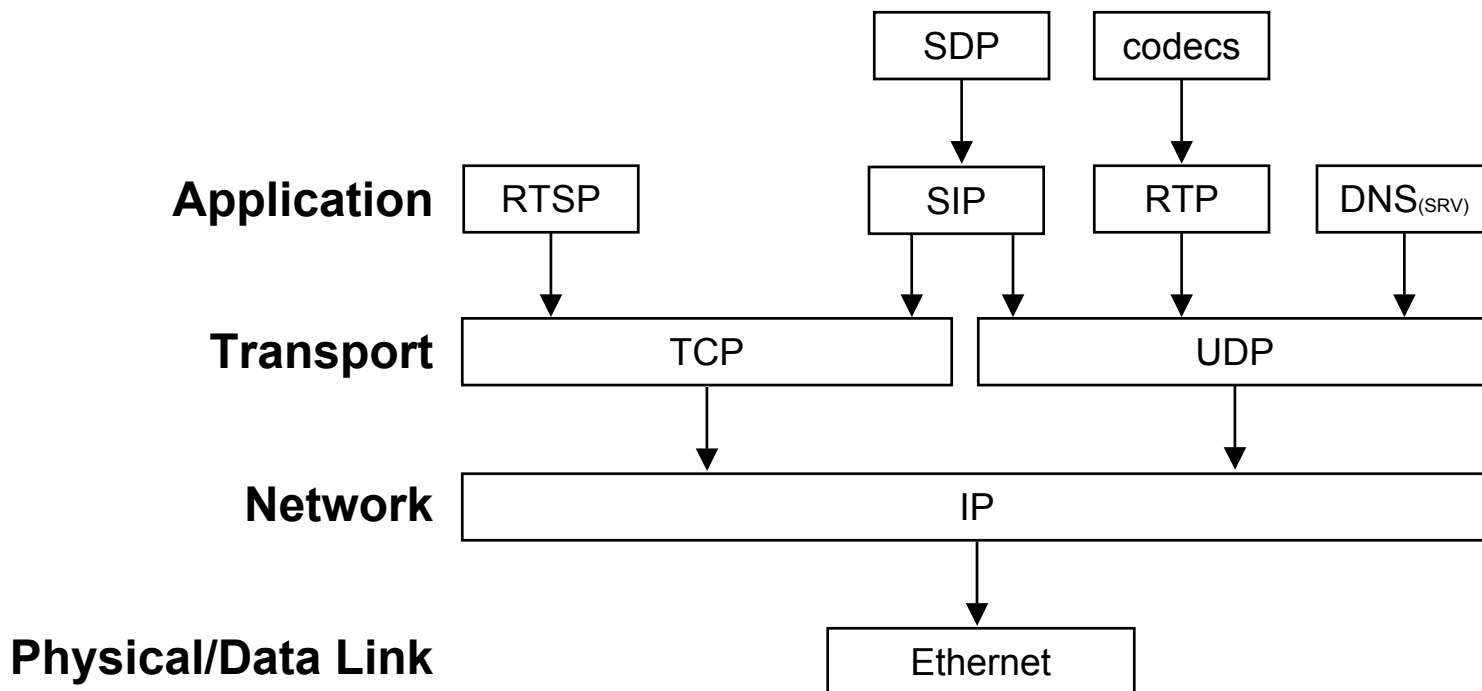 SDP
codecs
Application
RTSP
SIP
RTP
DNS(SRV)
Transport
TCP
UDP
Network
IP
Physical/Data Link
Ethernet